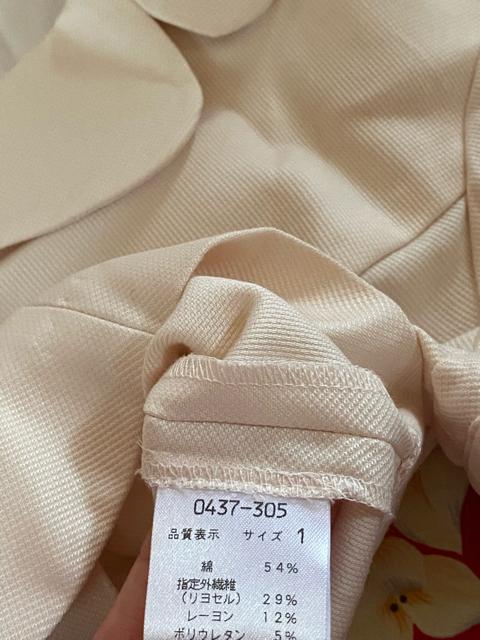 0437-305
品質表示 サイズ 1
綿 54%
指定外繊維
(リヨセル) 29%
レーヨン 12%
ポリウレタン 5%